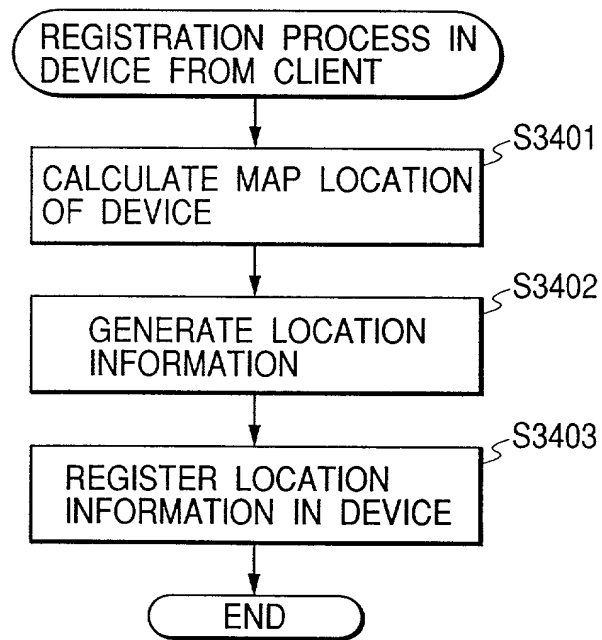 REGISTRATION PROCESS IN
DEVICE FROM CLIENT
S3401
CALCULATE MAP LOCATION
OF DEVICE
S3402
GENERATE LOCATION
INFORMATION
S3403
REGISTER LOCATION
INFORMATION IN DEVICE
END